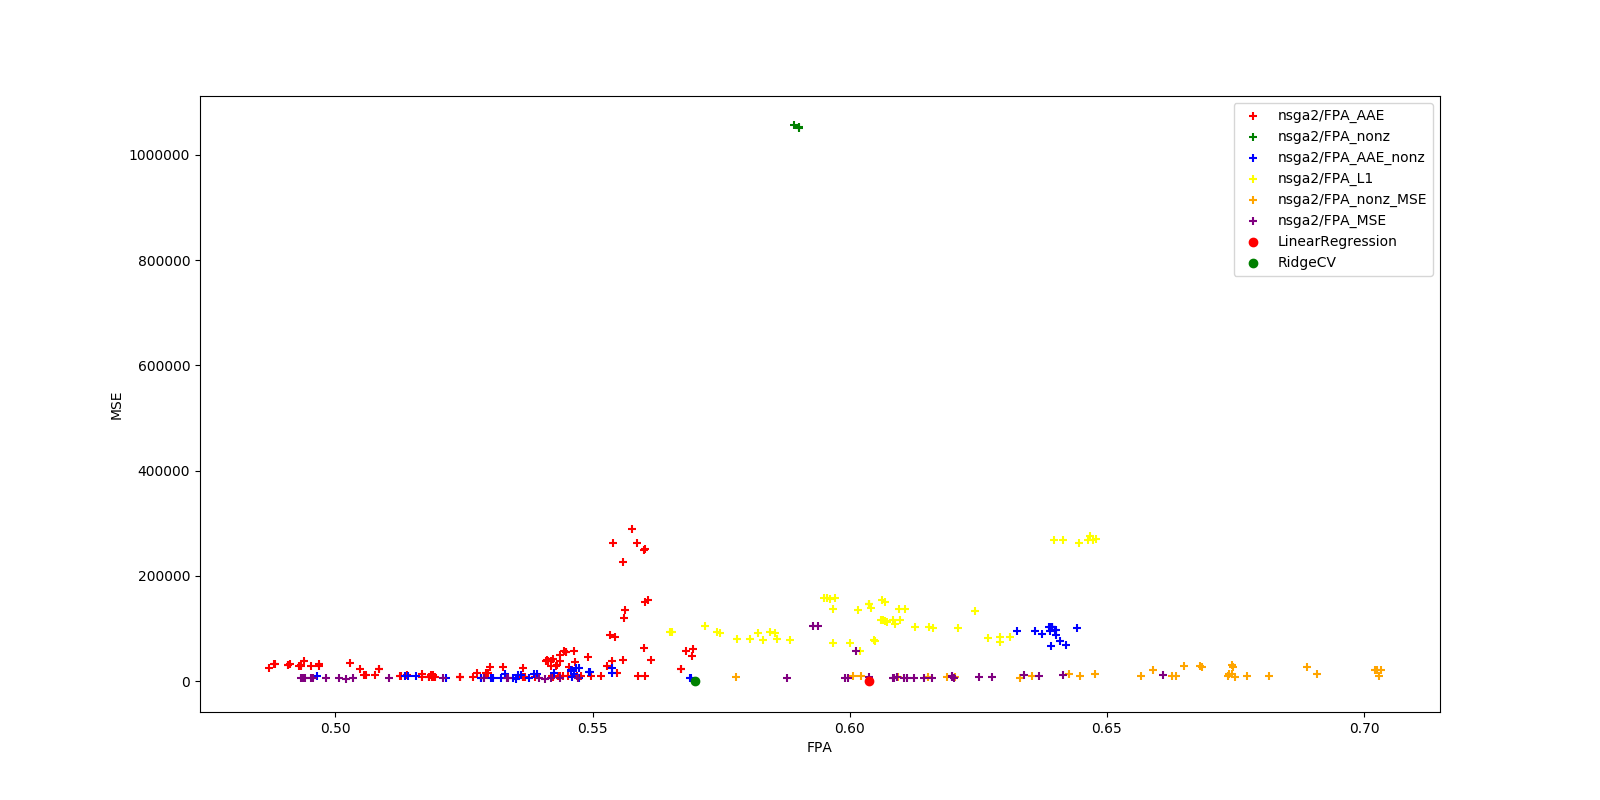 nsga2/FPA_AAE
nsga2/FPA_nonz
nsga2/FPA_AAE_nonz
nsga2/FPA_L1
nsga2/FPA_nonz_MSE
nsga2/FPA_MSE
LinearRegression
RidgeCV
1000000
800000
600000
400000
200000
0
MSE
0.50
0.55
0.60
0.65
0.70
FPA